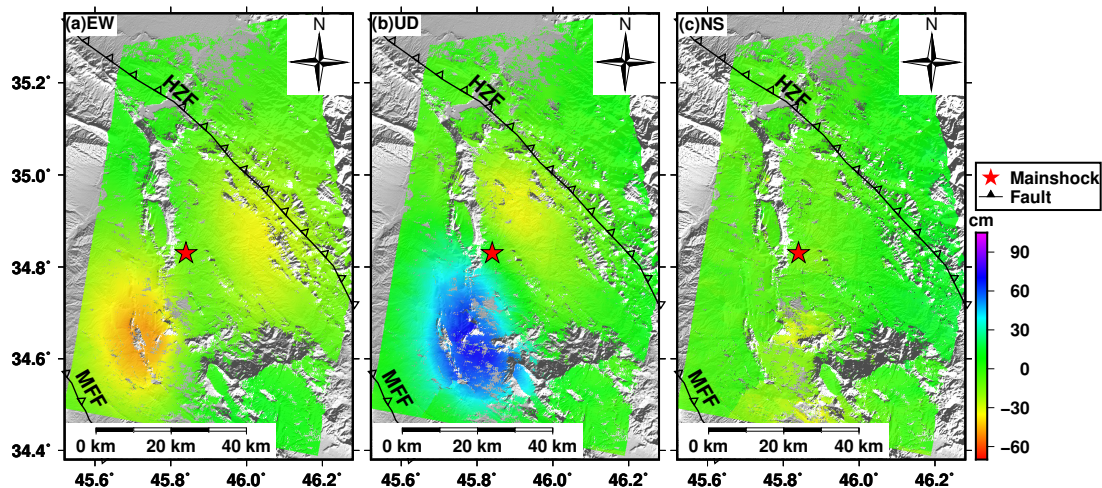 (a)EW
N
HZF
MFF
0 km 20 km 40 km
(b)UD
N
HZF
MFF
0 km 20 km 40 km
(c)NS
N
HZF
MFF
0 km 20 km 40 km
35.2°
35.0°
34.8°
34.6°
34.4°
45.6° 45.8° 46.0° 46.2°
45.6° 45.8° 46.0° 46.2°
45.6° 45.8° 46.0° 46.2°
Mainshock
Fault
cm
90
60
30
0
−30
−60